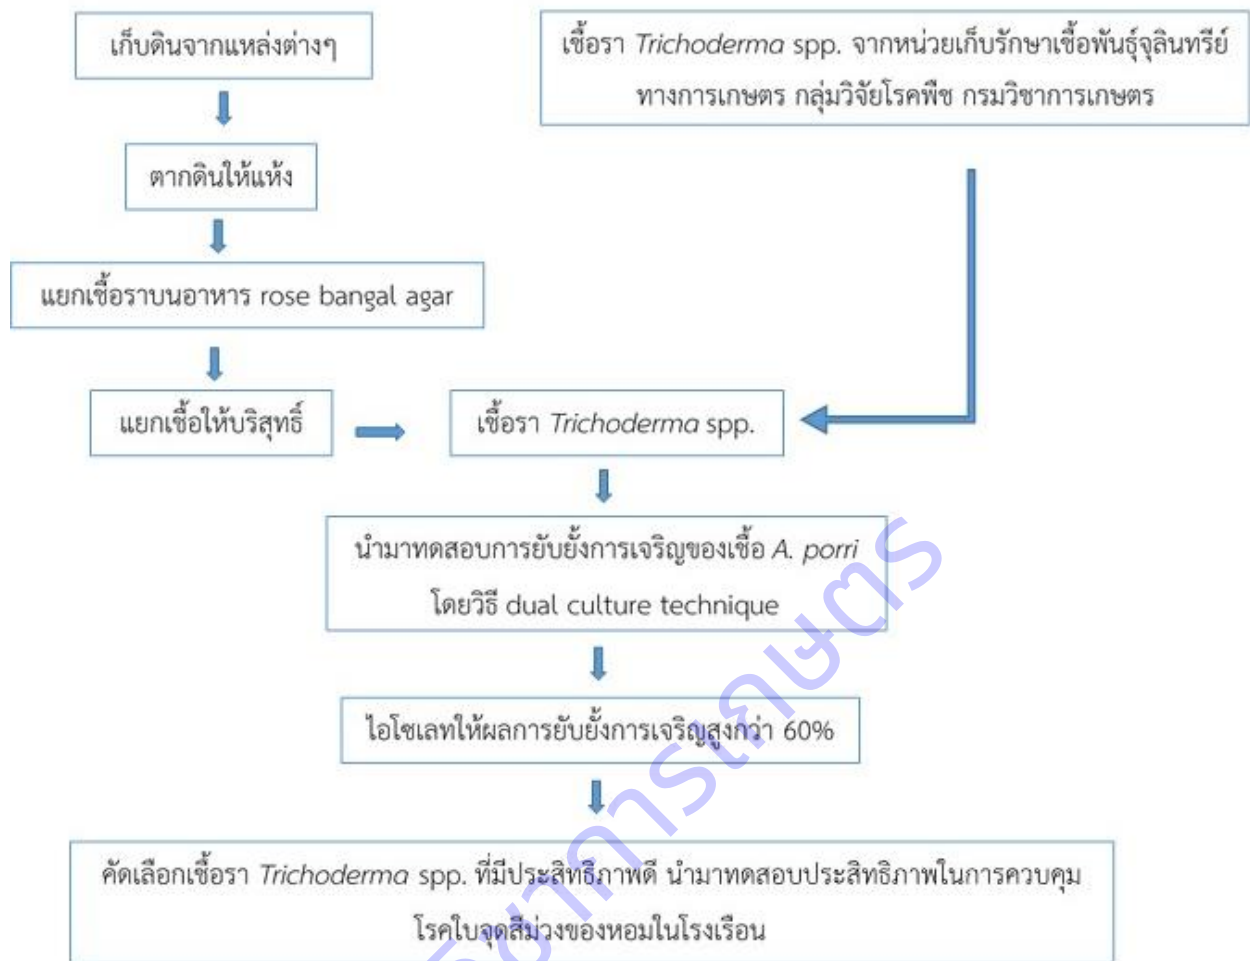 เก็บดินจากแหล่งต่างๆ
เชื้อรา Trichoderma spp. จากหน่วยเก็บรักษาเชื้อพันธุ์จุลินทรีย์
ทางการเกษตร กลุ่มวิจัยโรคพืช กรมวิชาการเกษตร
ตากดินให้แห้ง
แยกเชื้อราบนอาหาร rose bangal agar
แยกเชื้อให้บริสุทธิ์
เชื้อรา Trichoderma spp.
นำมาทดสอบการยับยั้งการเจริญของเชื้อ A. porri
โดยวิธี dual culture technique
ไอโซเลทให้ผลการยับยั้งการเจริญสูงกว่า 60%
คัดเลือกเชื้อรา Trichoderma spp. ที่มีประสิทธิภาพดี นำมาทดสอบประสิทธิภาพในการควบคุม
โรคใบจุดสีม่วงของหอมในโรงเรือน
วิชาการเกษตร